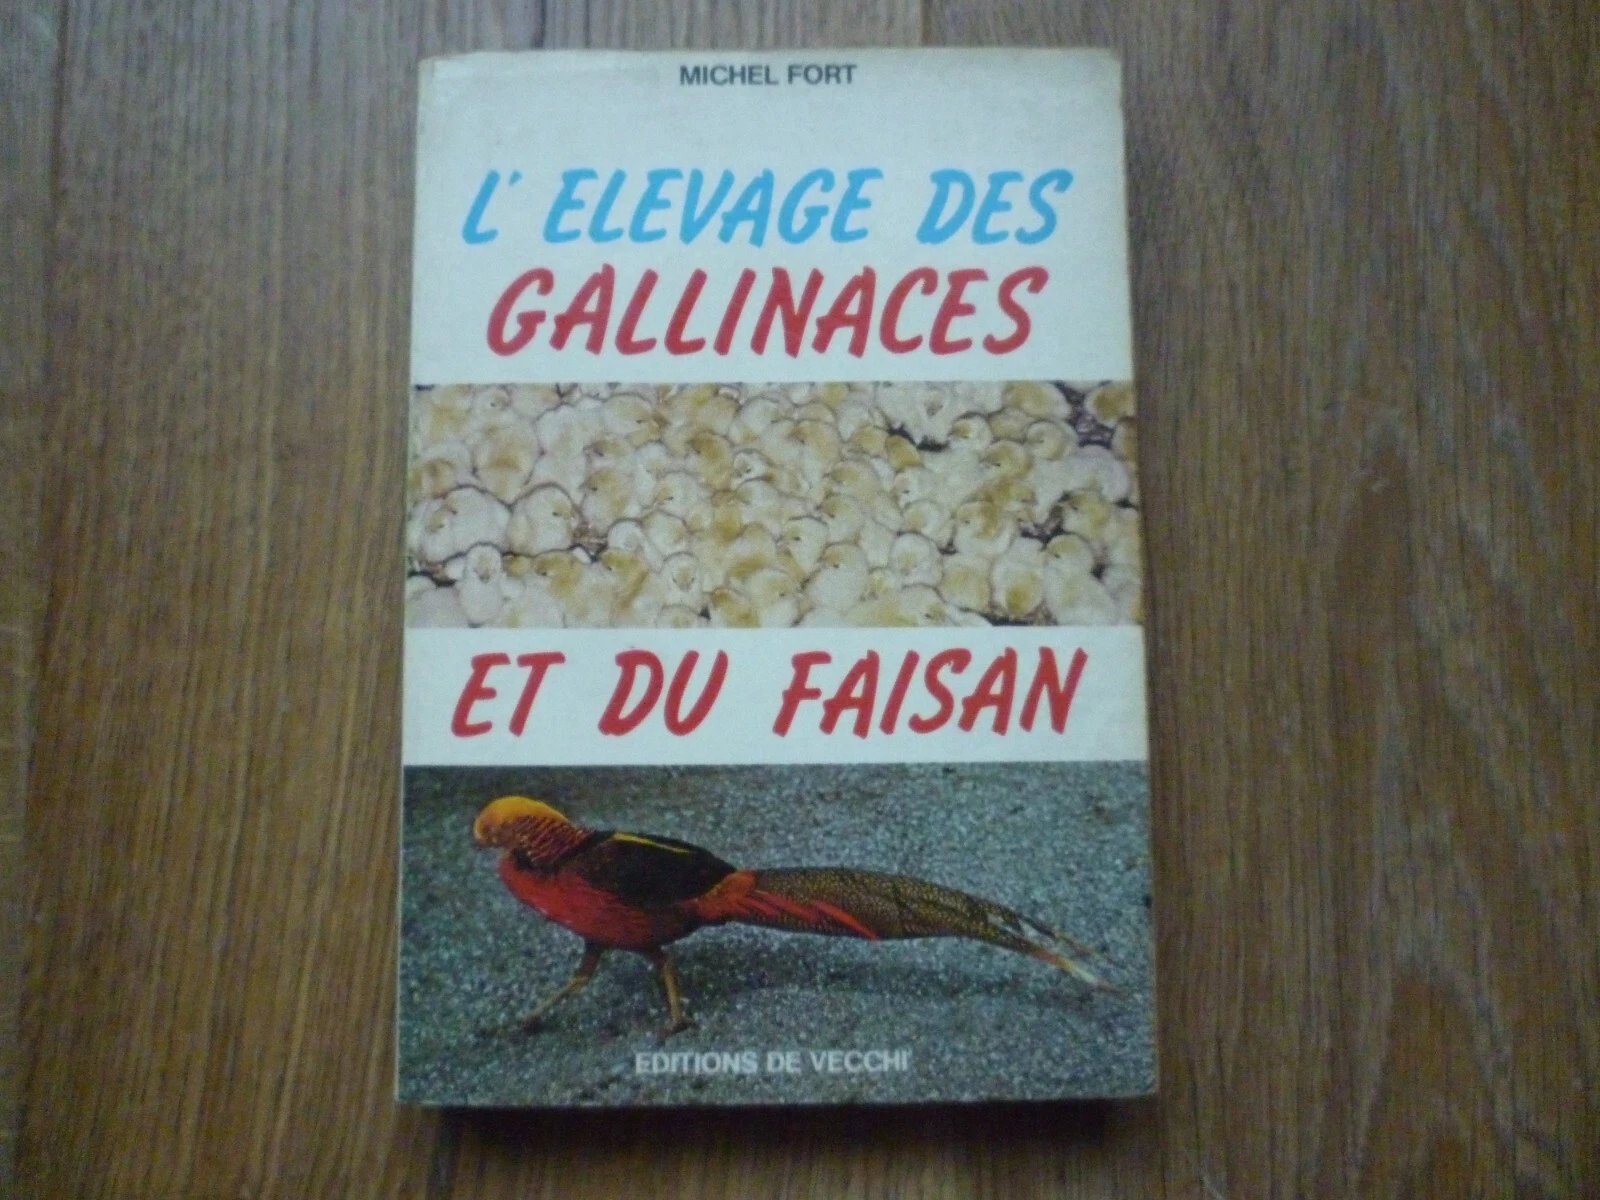 MICHEL FORT
L'ELEVAGE DES
GALLINACES
ET DU FAISAN
EDITIONS DE VECCHI